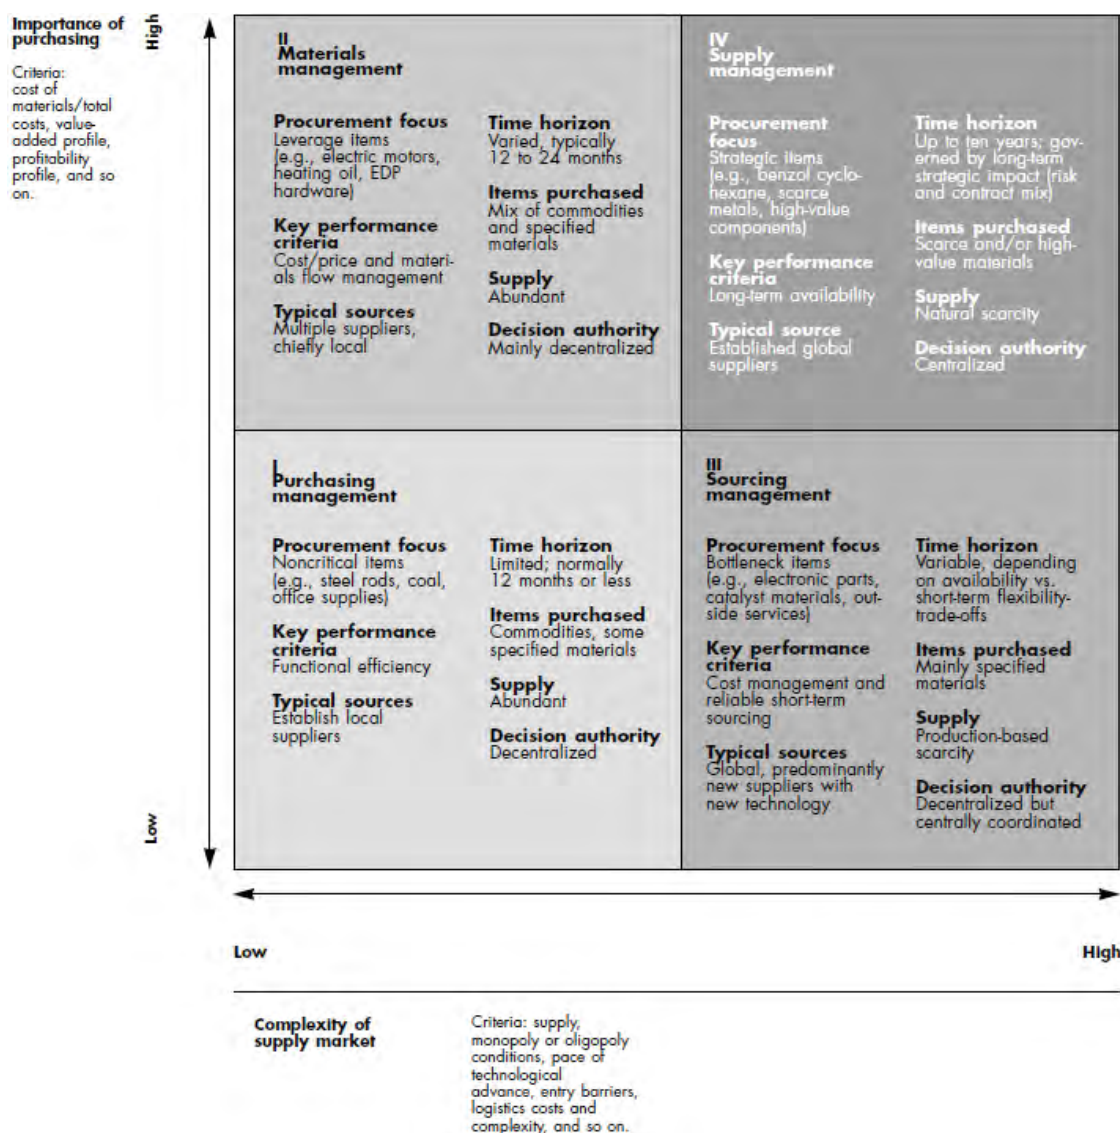 Importance of
purchasing
Criteria:
cost of
materials/total
costs, value-
added profile,
profitability
profile, and so
on.
High
Low
II
Materials
management
Procurement focus
Leverage items
(e.g., electric motors,
heating oil, EDP
hardware)
Key performance
criteria
Cost/price and materi-
als flow management
Typical sources
Multiple suppliers,
chiefly local
Time horizon
Varied, typically
12 to 24 months
Items purchased
Mix of commodities
and specified
materials
Supply
Abundant
Decision authority
Mainly decentralized
IV
Supply
management
Procurement
focus
Strategic items
(e.g., benzol cyclo-
hexane, scarce
metals, high-value
components)
Key performance
criteria
Long-term availability
Typical source
Established global
suppliers
Time horizon
Up to ten years; gov-
erned by long-term
strategic impact (risk
and contract mix)
Items purchased
Scarce and/or high-
value materials
Supply
Natural scarcity
Decision authority
Centralized
I
Purchasing
management
Procurement focus
Noncritical items
(e.g., steel rods, coal,
office supplies)
Key performance
criteria
Functional efficiency
Typical sources
Establish local
suppliers
Time horizon
Limited; normally
12 months or less
Items purchased
Commodities, some
specified materials
Supply
Abundant
Decision authority
Decentralized
III
Sourcing
management
Procurement focus
Bottleneck items
(e.g., electronic parts,
catalyst materials, out-
side services)
Key performance
criteria
Cost management and
reliable short-term
sourcing
Typical sources
Global, predominantly
new suppliers with
new technology
Time horizon
Variable, depending
on availability vs.
short-term flexibility-
trade-offs
Items purchased
Mainly specified
materials
Supply
Production-based
scarcity
Decision authority
Decentralized but
centrally coordinated
Low
High
Complexity of
supply market
Criteria: supply,
monopoly or oligopoly
conditions, pace of
technological
advance, entry barriers,
logistics costs and
complexity, and so on.